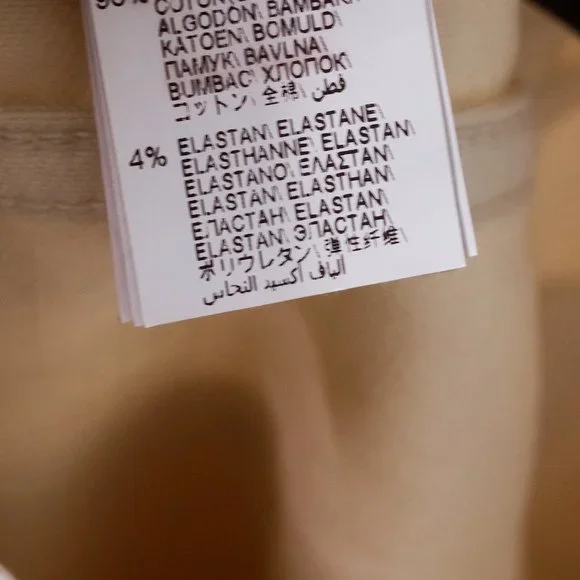 ALGODÓN\ BAMBAK
KATOEN\ BOMULD\
ПАМУК\ BAVLNA\
BUMBAC\ ХЛОПОК\
コットン\ 全棉\ قطن
4% ELASTAN\ ELASTANE\
ELASTHANNE\ ELASTAN\
ELASTANO\ ΕΛΑΣΤΑΝ\
ELASTAN\ ELASTHAN\
ЕЛАСТАН\ ELASTAN\
ELASTAN\ ЭЛАСТАН\
ポリウレタン\ 弹性纤维\
الياف اكسيد النحاس